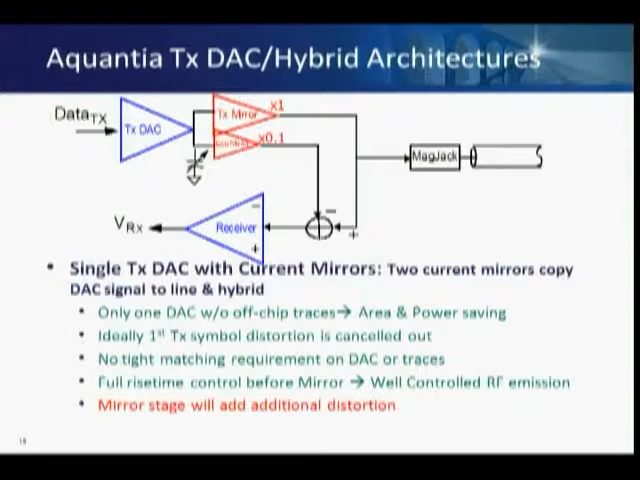 Aquantia Tx DAC/Hybrid Architectures
x1
Data TX
Tx Mirror
Tx DAC
x0.1
MagJack
V Rx
−
Receiver
+
−
+
• Single Tx DAC with Current Mirrors: Two current mirrors copy
DAC signal to line & hybrid
• Only one DAC w/o off-chip traces→ Area & Power saving
• Ideally 1st Tx symbol distortion is cancelled out
• No tight matching requirement on DAC or traces
• Full risetime control before Mirror → Well Controlled RF emission
• Mirror stage will add additional distortion